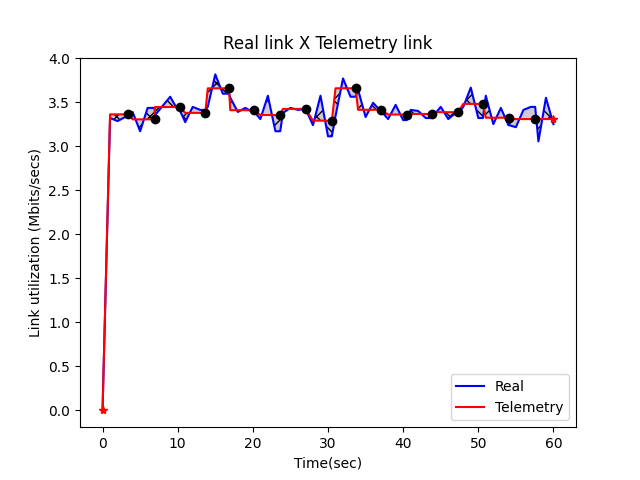 Real link X Telemetry link
Link utilization (Mbits/secs)
4.0
3.5
3.0
2.5
2.0
1.5
1.0
0.5
0.0
Real
Telemetry
0 10 20 30 40 50 60
Time(sec)